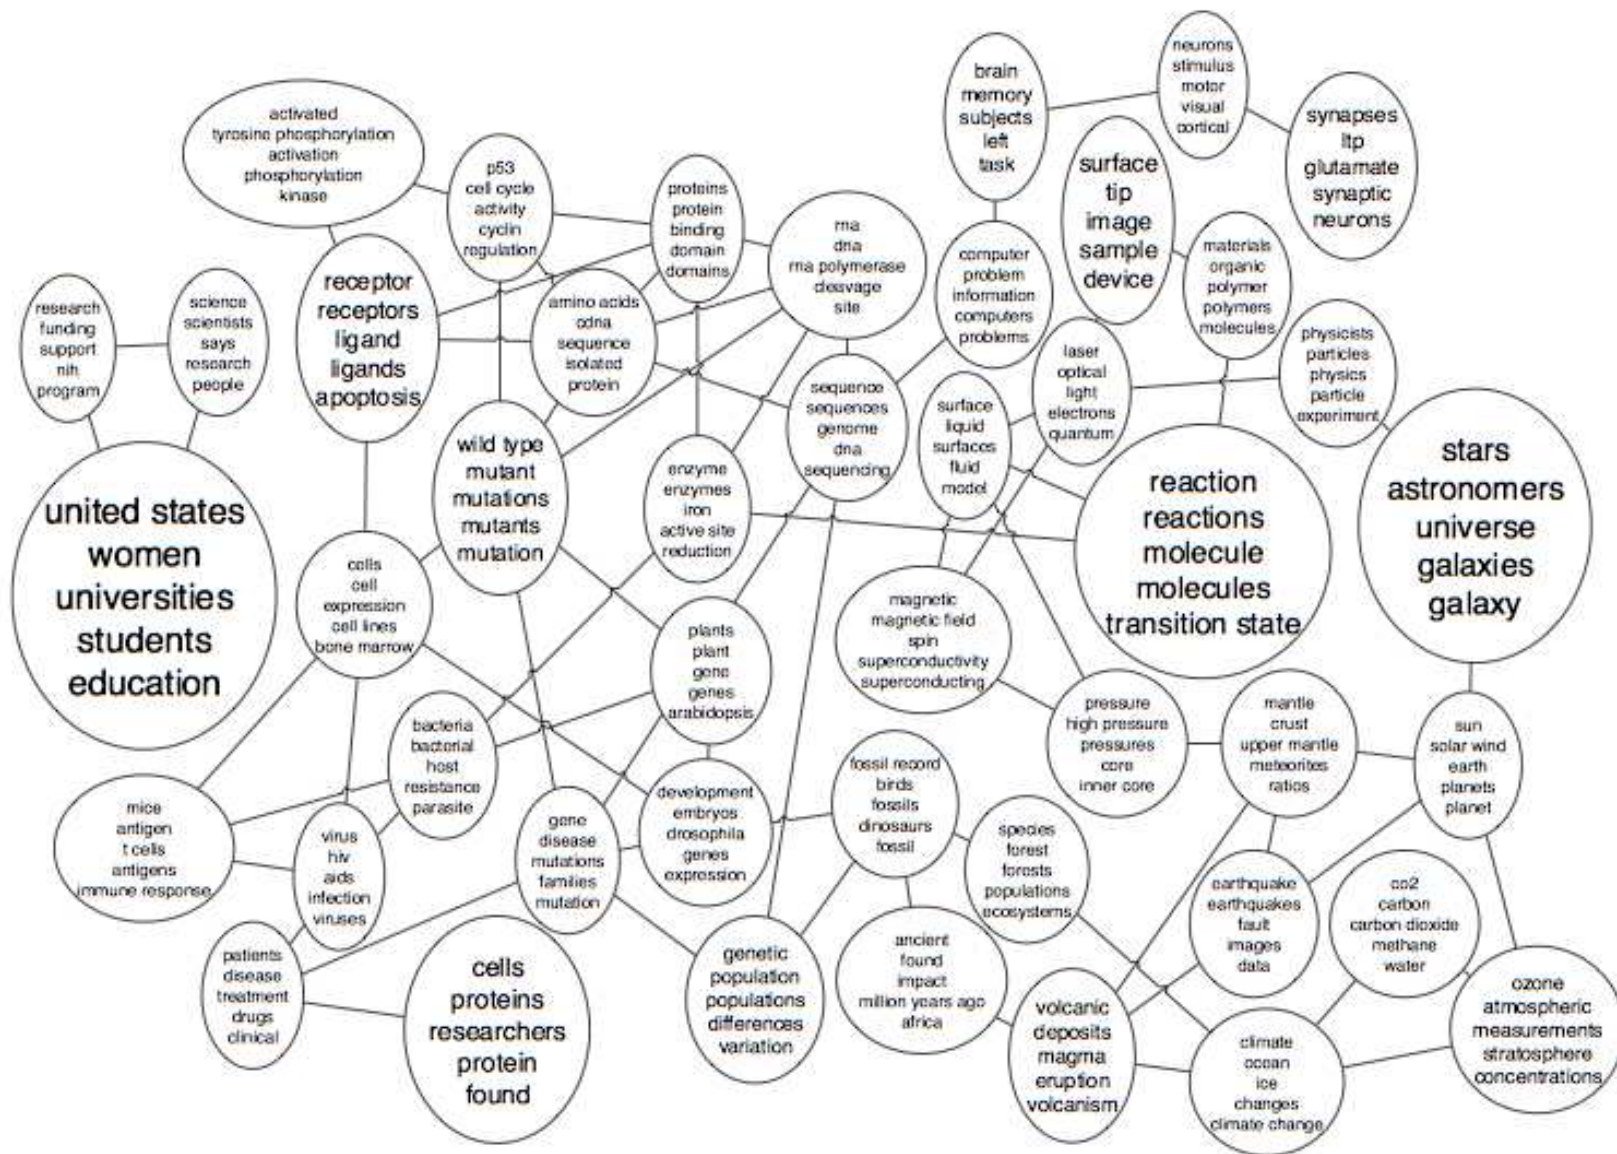 neurons
stimulus
motor
visual
cortical
brain
memory
subjects
left
task
synapses
ltp
glutamate
synaptic
neurons
activated
tyrosine phosphorylation
activation
phosphorylation
kinase
p53
cell cycle
activity
cyclin
regulation
proteins
protein
binding
domain
domains
rna
dna
rna polymerase
cleavage
site
surface
tip
image
sample
device
computer
problem
information
computers
problems
materials
organic
polymer
polymers
molecules
research
funding
support
nih
program
science
scientists
says
research
people
receptor
receptors
ligand
ligands
apoptosis
amino acids
cdna
sequence
isolated
protein
physicists
particles
physics
particle
experiment
laser
optical
light
electrons
quantum
sequence
sequences
genome
dna
sequencing
surface
liquid
surfaces
fluid
model
wild type
mutant
mutations
mutants
mutation
enzyme
enzymes
iron
active site
reduction
reaction
reactions
molecule
molecules
transition state
stars
astronomers
universe
galaxies
galaxy
united states
women
universities
students
education
cells
cell
expression
cell lines
bone marrow
magnetic
magnetic field
spin
superconductivity
superconducting
plants
plant
gene
genes
arabidopsis
pressure
high pressure
pressures
core
inner core
mantle
crust
upper mantle
meteorites
ratios
sun
solar wind
earth
planets
planet
bacteria
bacterial
host
resistance
parasite
fossil record
birds
fossils
dinosaurs
fossil
development
embryos
drosophila
genes
expression
mice
antigen
t cells
antigens
immune response
virus
hiv
aids
infection
viruses
gene
disease
mutations
families
mutation
species
forest
forests
populations
ecosystems
earthquake
earthquakes
fault
images
data
co2
carbon
carbon dioxide
methane
water
patients
disease
treatment
drugs
clinical
cells
proteins
researchers
protein
found
genetic
population
populations
differences
variation
ancient
found
impact
million years ago
africa
volcanic
deposits
magma
eruption
volcanism
climate
ocean
ice
changes
climate change
ozone
atmospheric
measurements
stratosphere
concentrations